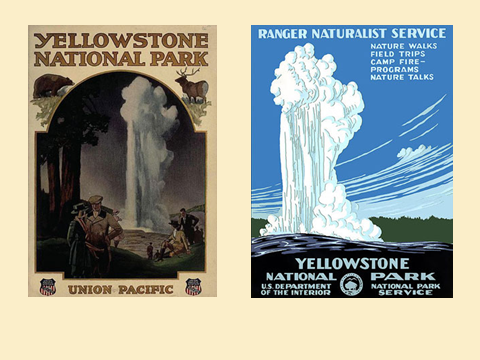 YELLOWSTONE
NATIONAL PARK
UNION PACIFIC
RANGER NATURALIST SERVICE
NATURE WALKS
FIELD TRIPS
CAMP FIRE-
PROGRAMS
NATURE TALKS
YELLOWSTONE
NATIONAL PARK
U.S. DEPARTMENT OF THE INTERIOR
NATIONAL PARK SERVICE